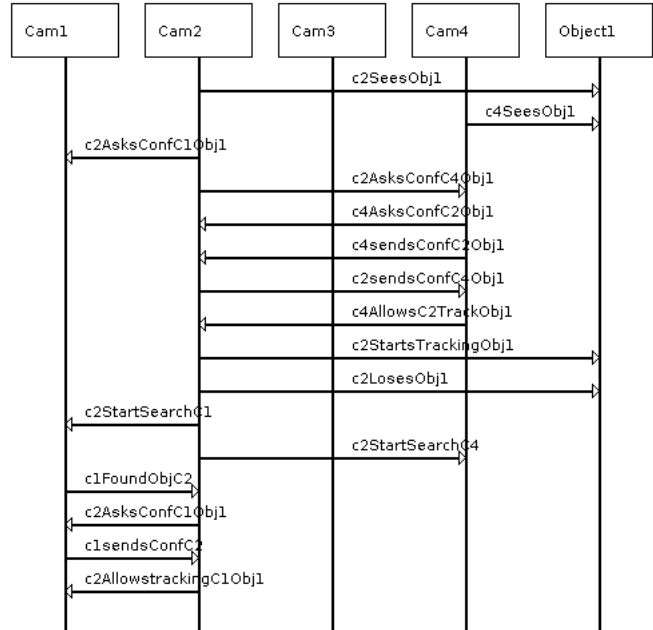 Cam1 Cam2 Cam3 Cam4 Object1
c2SeesObj1
c4SeesObj1
c2AsksConfC1Obj1
c2AsksConfC4Obj1
c4AsksConfC2Obj1
c4sendsConfC2Obj1
c2sendsConfC4Obj1
c4AllowsC2TrackObj1
c2StartsTrackingObj1
c2LosesObj1
c2StartSearchC1
c2StartSearchC4
c1FoundObjC2
c2AsksConfC1Obj1
c1sendsConfC2
c2AllowstrackingC1Obj1